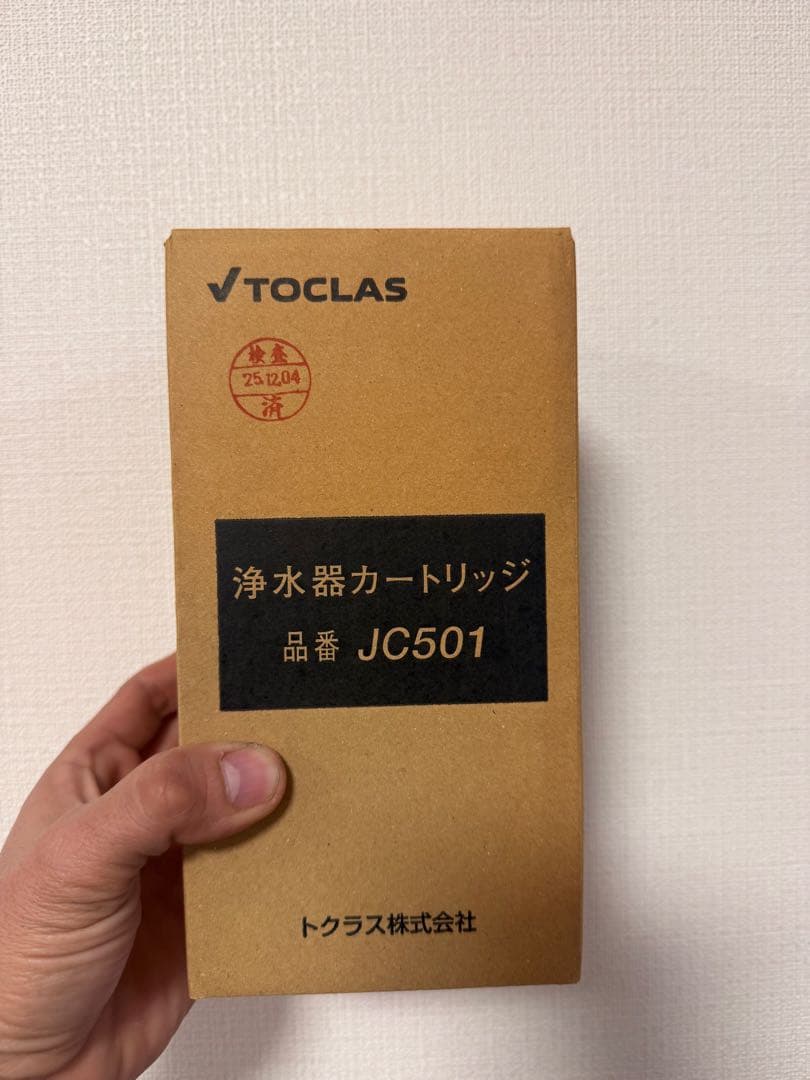 TOCLAS
検査
25.12.04
済
浄水器カートリッジ
品番 JC501
トクラス株式会社